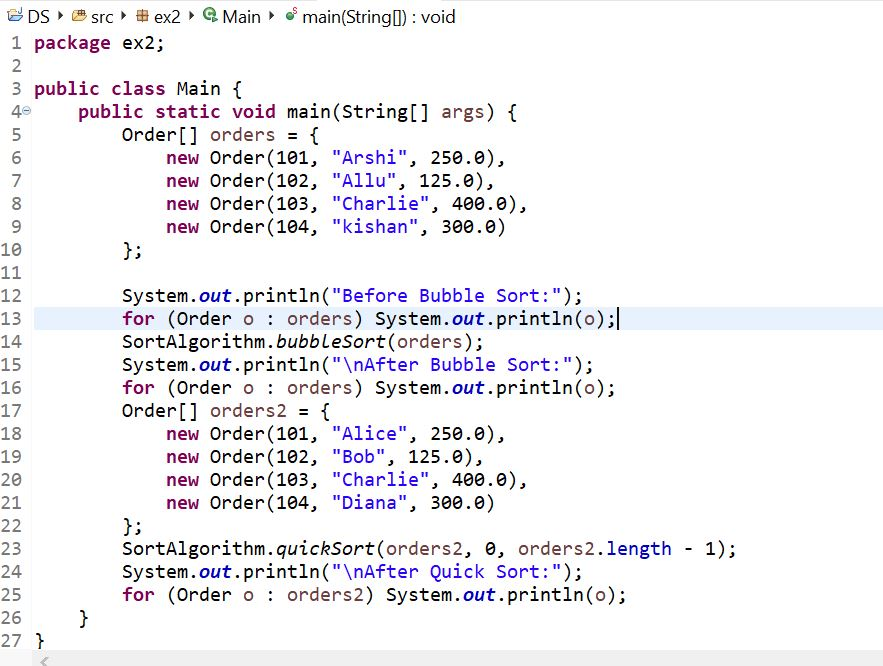 DS src ex2 Main main(String[]) : void
1 package ex2;
2
3 public class Main {
4     public static void main(String[] args) {
5         Order[] orders = {
6             new Order(101, "Arshi", 250.0),
7             new Order(102, "Allu", 125.0),
8             new Order(103, "Charlie", 400.0),
9             new Order(104, "kishan", 300.0)
10         };
11
12         System.out.println("Before Bubble Sort:");
13         for (Order o : orders) System.out.println(o);
14         SortAlgorithm.bubbleSort(orders);
15         System.out.println("\nAfter Bubble Sort:");
16         for (Order o : orders) System.out.println(o);
17         Order[] orders2 = {
18             new Order(101, "Alice", 250.0),
19             new Order(102, "Bob", 125.0),
20             new Order(103, "Charlie", 400.0),
21             new Order(104, "Diana", 300.0)
22         };
23         SortAlgorithm.quickSort(orders2, 0, orders2.length - 1);
24         System.out.println("\nAfter Quick Sort:");
25         for (Order o : orders2) System.out.println(o);
26     }
27 }